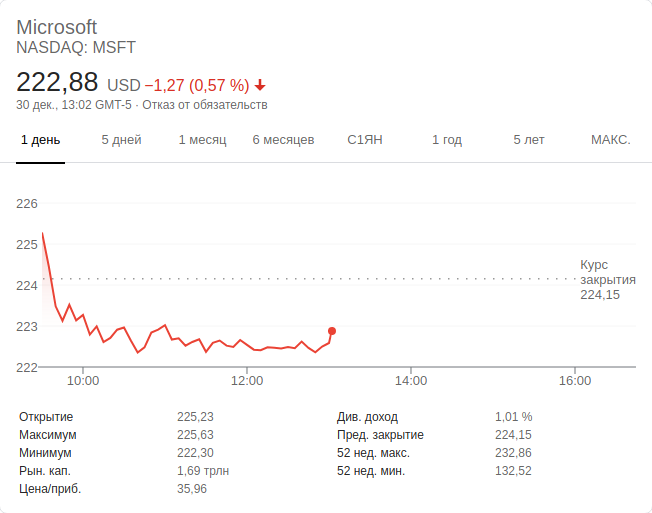 Microsoft
NASDAQ: MSFT
222,88 USD −1,27 (0,57 %)
30 дек., 13:02 GMT-5 · Отказ от обязательств
1 день 5 дней 1 месяц 6 месяцев С1ЯН 1 год 5 лет МАКС.
226
225
224
223
222
Курс
закрытия
224,15
10:00 12:00 14:00 16:00
Открытие 225,23 Див. доход 1,01 %
Максимум 225,63 Пред. закрытие 224,15
Минимум 222,30 52 нед. макс. 232,86
Рын. кап. 1,69 трлн 52 нед. мин. 132,52
Цена/приб. 35,96